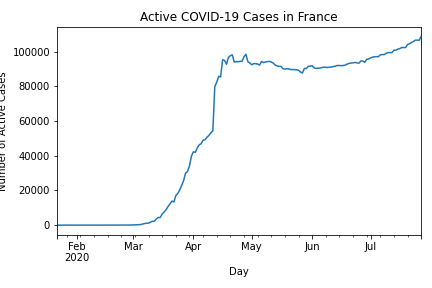 Active COVID-19 Cases in France
Number of Active Cases
100000
80000
60000
40000
20000
0
Feb
2020
Mar
Apr
May
Jun
Jul
Day